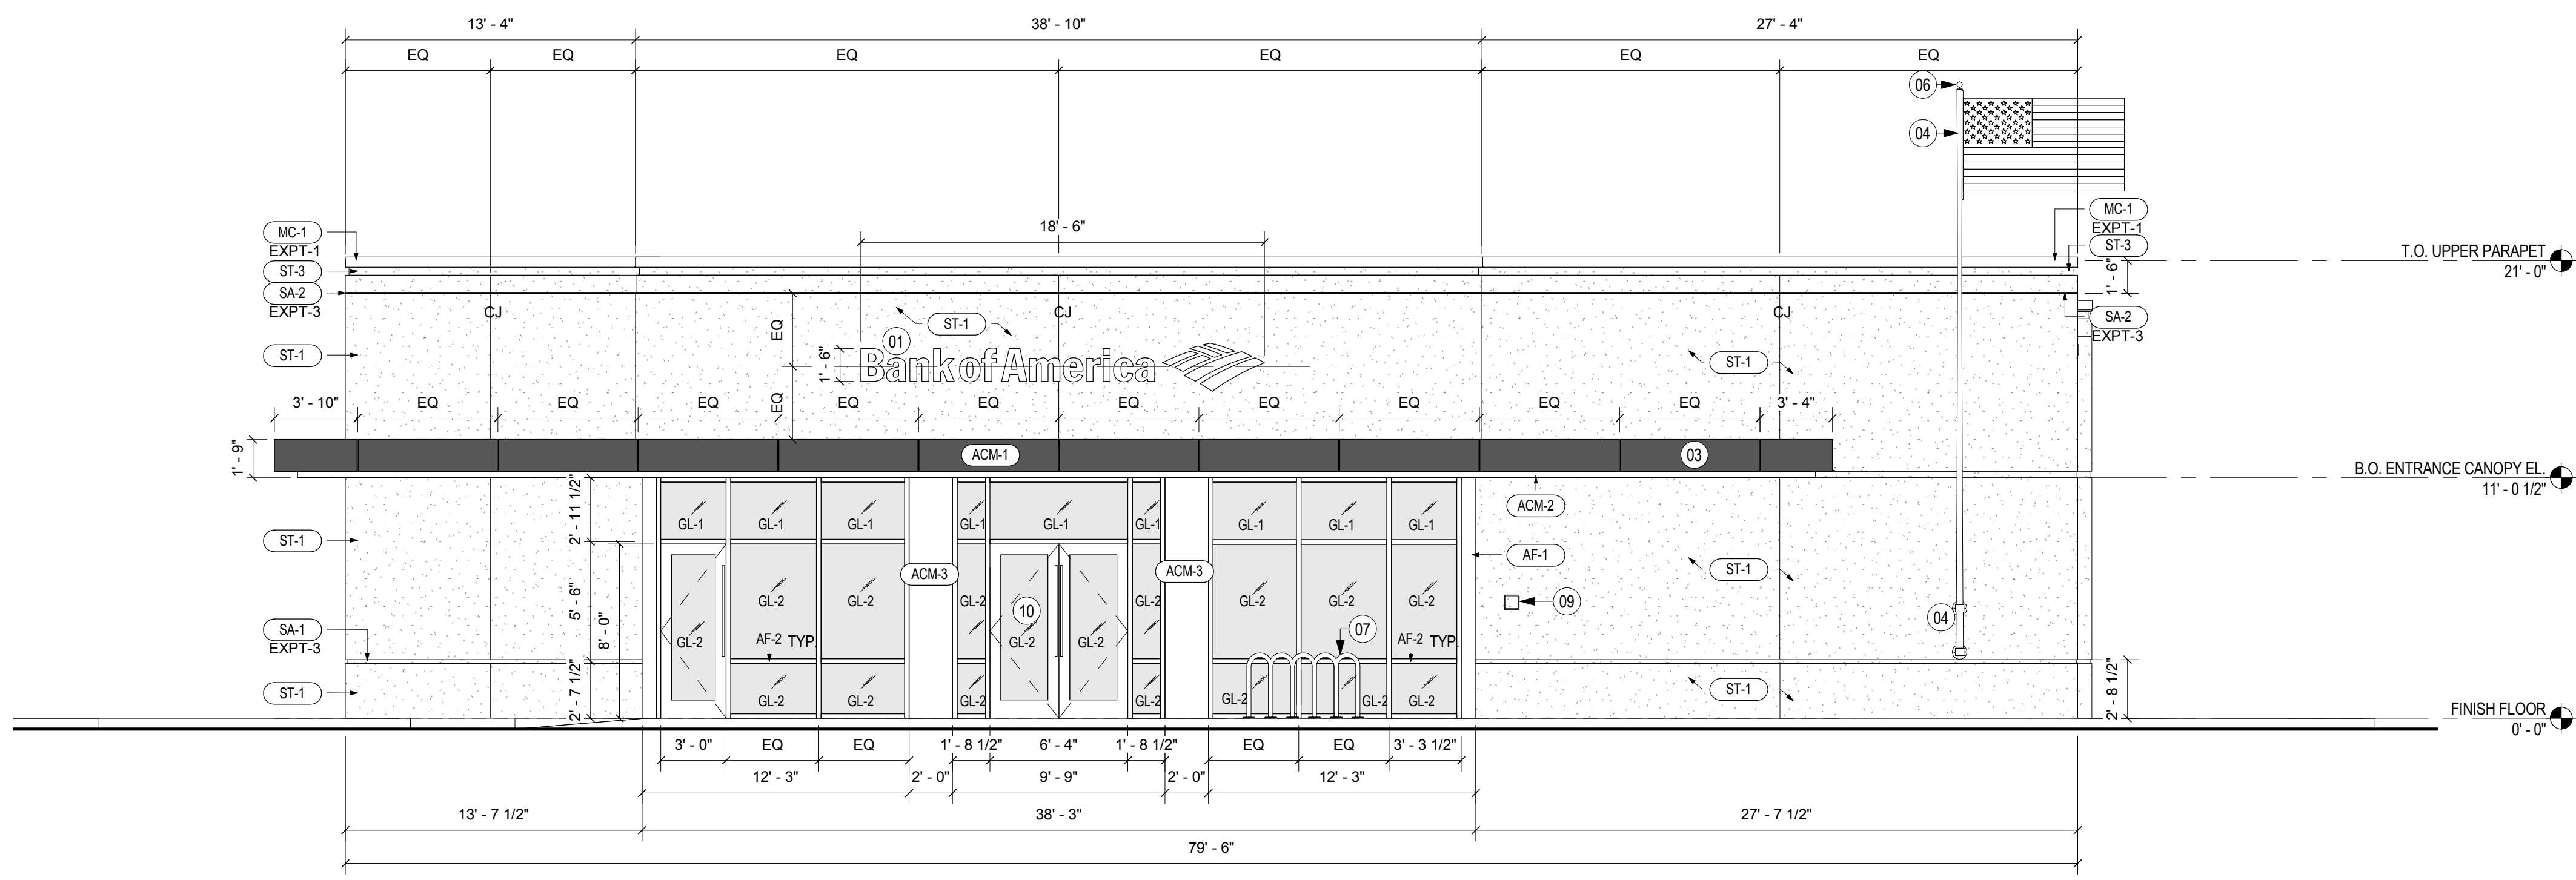 13' - 4" 38' - 10" 27' - 4"
EQ EQ EQ EQ EQ EQ
06
04
18' - 6"
MC-1
EXPT-1
ST-3
SA-2
EXPT-3
ST-1
MC-1
EXPT-1
ST-3
1' - 6"
SA-2
EXPT-3
T.O. UPPER PARAPET
21' - 0"
CJ CJ CJ
EQ
ST-1
01
1' - 6"
Bank of America
ST-1
EQ
3' - 10" EQ EQ EQ EQ EQ EQ EQ EQ EQ EQ 3' - 4"
1' - 9"
ACM-1
03
B.O. ENTRANCE CANOPY EL.
11' - 0 1/2"
2' - 11 1/2"
GL-1 GL-1 GL-1 GL-1 GL-1 GL-1 GL-1 GL-1 GL-1
ACM-2
ST-1
AF-1
ACM-3 ACM-3
ST-1
5' - 6"
8' - 0"
GL-2 GL-2 GL-2 GL-2 GL-2 GL-2 GL-2
10
09
04
SA-1
EXPT-3
GL-2 GL-2 GL-2
AF-2 TYP.
07
AF-2 TYP.
ST-1
2' - 7 1/2"
GL-2 GL-2 GL-2 GL-2 GL-2 GL-2 GL-2
ST-1
2' - 8 1/2"
FINISH FLOOR
0' - 0"
3' - 0" EQ EQ 1' - 8 1/2" 6' - 4" 1' - 8 1/2" EQ EQ 3' - 3 1/2"
12' - 3" 2' - 0" 9' - 9" 2' - 0" 12' - 3"
13' - 7 1/2" 38' - 3" 27' - 7 1/2"
79' - 6"